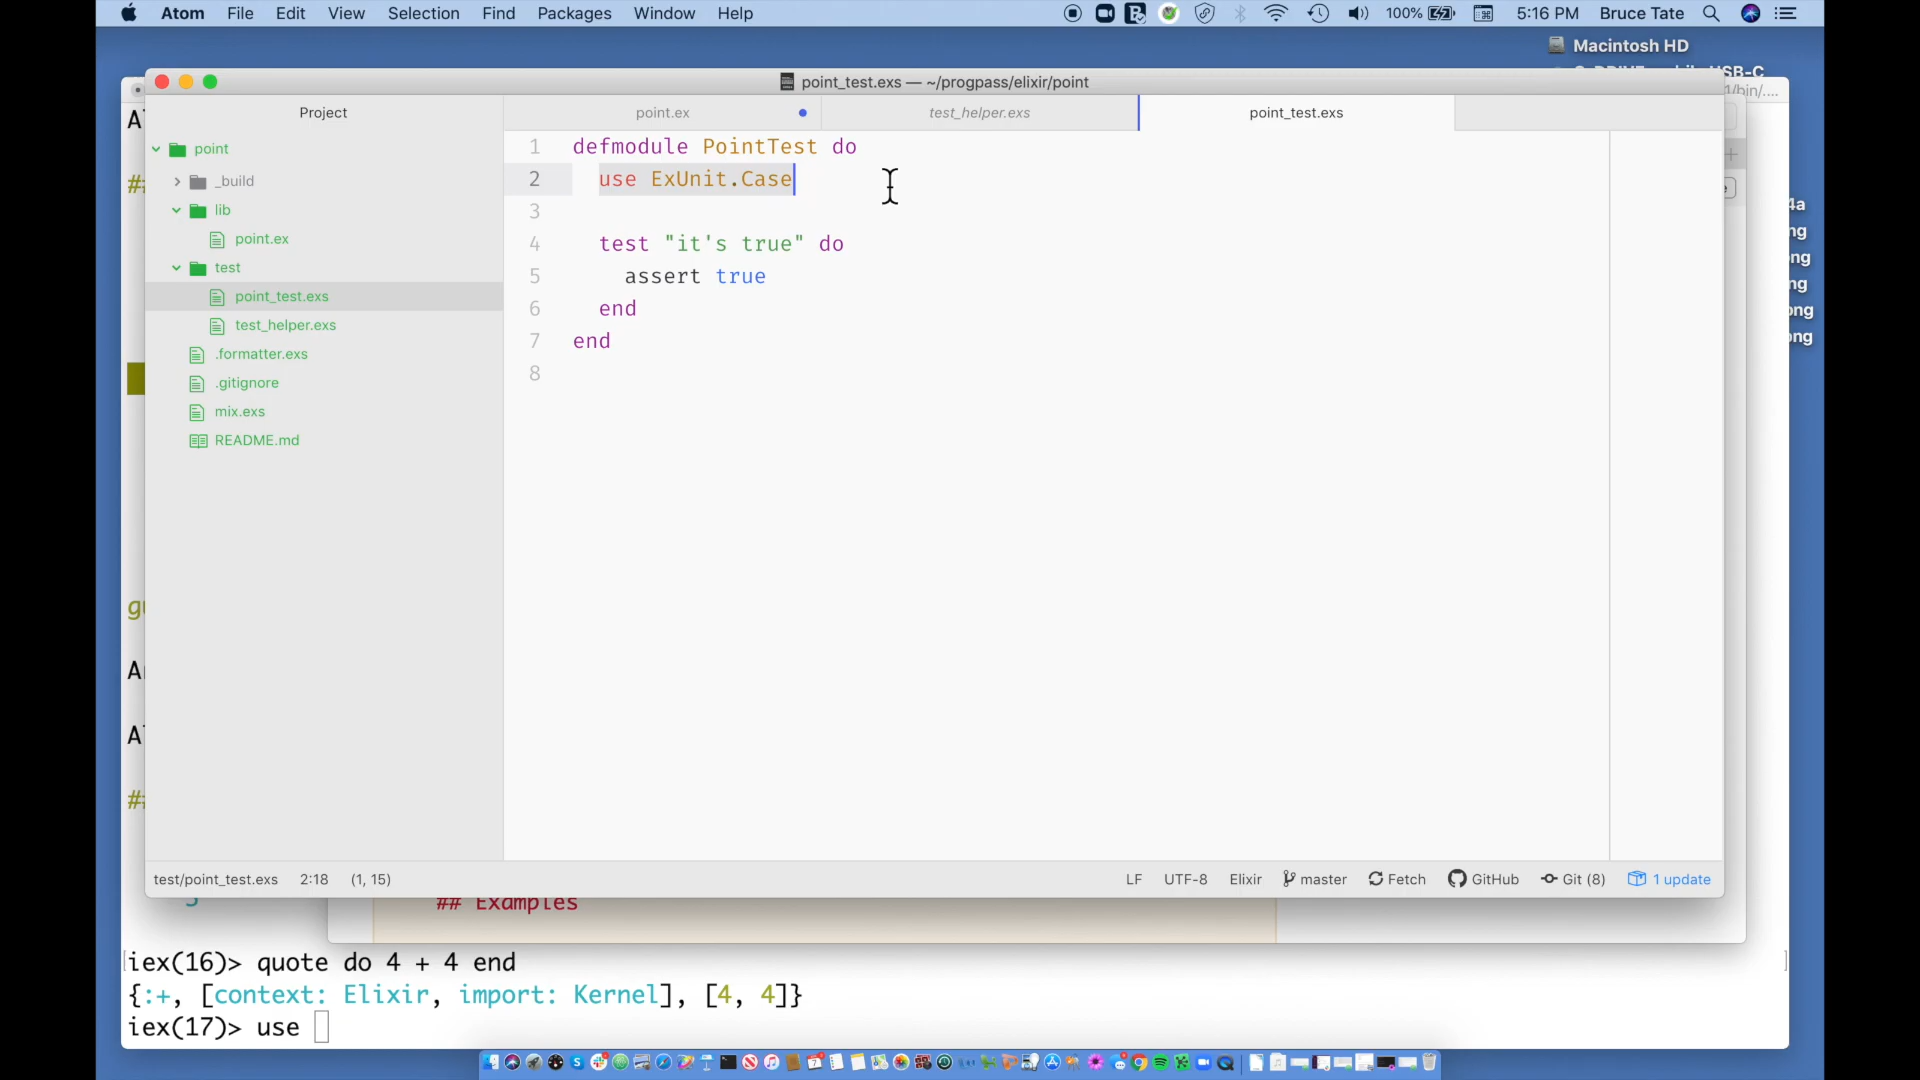 Atom File Edit View Selection Find Packages Window Help 100% 5:16 PM Bruce Tate
Macintosh HD
point_test.exs — ~/progpass/elixir/point
Project
point.ex test_helper.exs point_test.exs
point
_build
lib
point.ex
test
point_test.exs
test_helper.exs
.formatter.exs
.gitignore
mix.exs
README.md
1 defmodule PointTest do
2 use ExUnit.Case
3
4 test "it's true" do
5 assert true
6 end
7 end
8
test/point_test.exs 2:18 (1, 15) LF UTF-8 Elixir master Fetch GitHub Git (8) 1 update
## Examples
iex(16)> quote do 4 + 4 end
{:+, [context: Elixir, import: Kernel], [4, 4]}
iex(17)> use